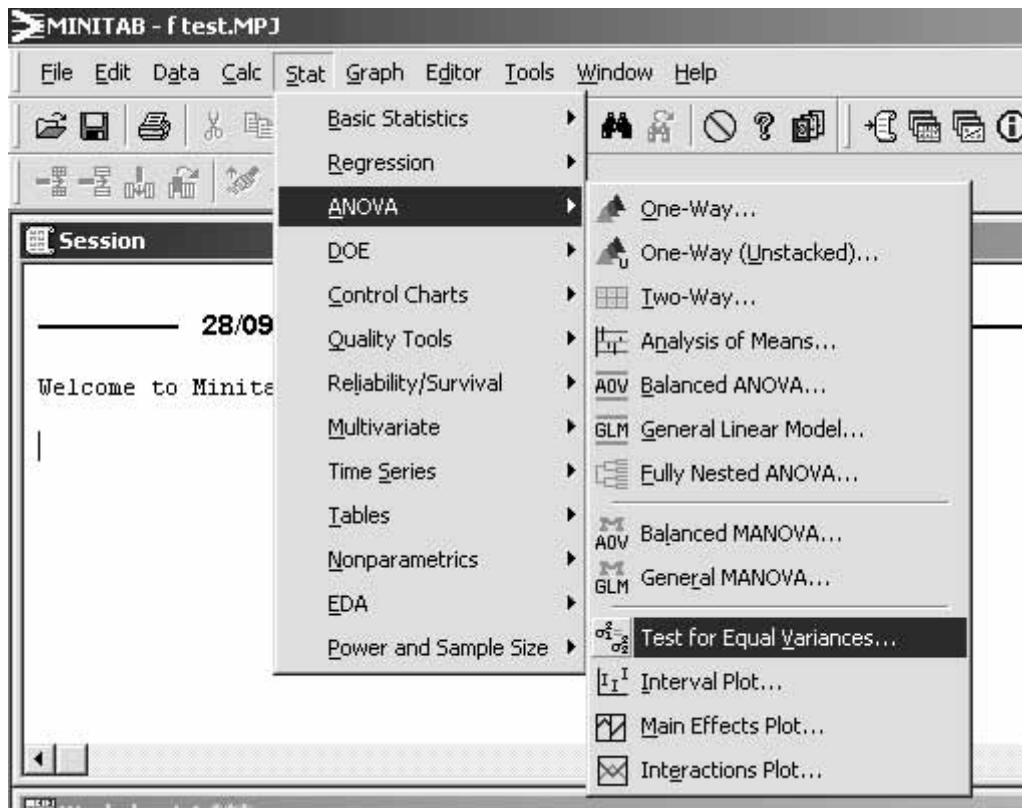 MINITAB - f test.MPJ
File Edit Data Calc Stat Graph Editor Tools Window Help
Basic Statistics
Regression
ANOVA
DOE
Control Charts
Quality Tools
Reliability/Survival
Multivariate
Time Series
Tables
Nonparametrics
EDA
Power and Sample Size
One-Way...
One-Way (Unstacked)...
Two-Way...
Analysis of Means...
AOV Balanced ANOVA...
GLM General Linear Model...
Fully Nested ANOVA...
M AOV Balanced MANOVA...
M GLM General MANOVA...
Test for Equal Variances...
Interval Plot...
Main Effects Plot...
Interactions Plot...
Session
28/09
Welcome to Minita